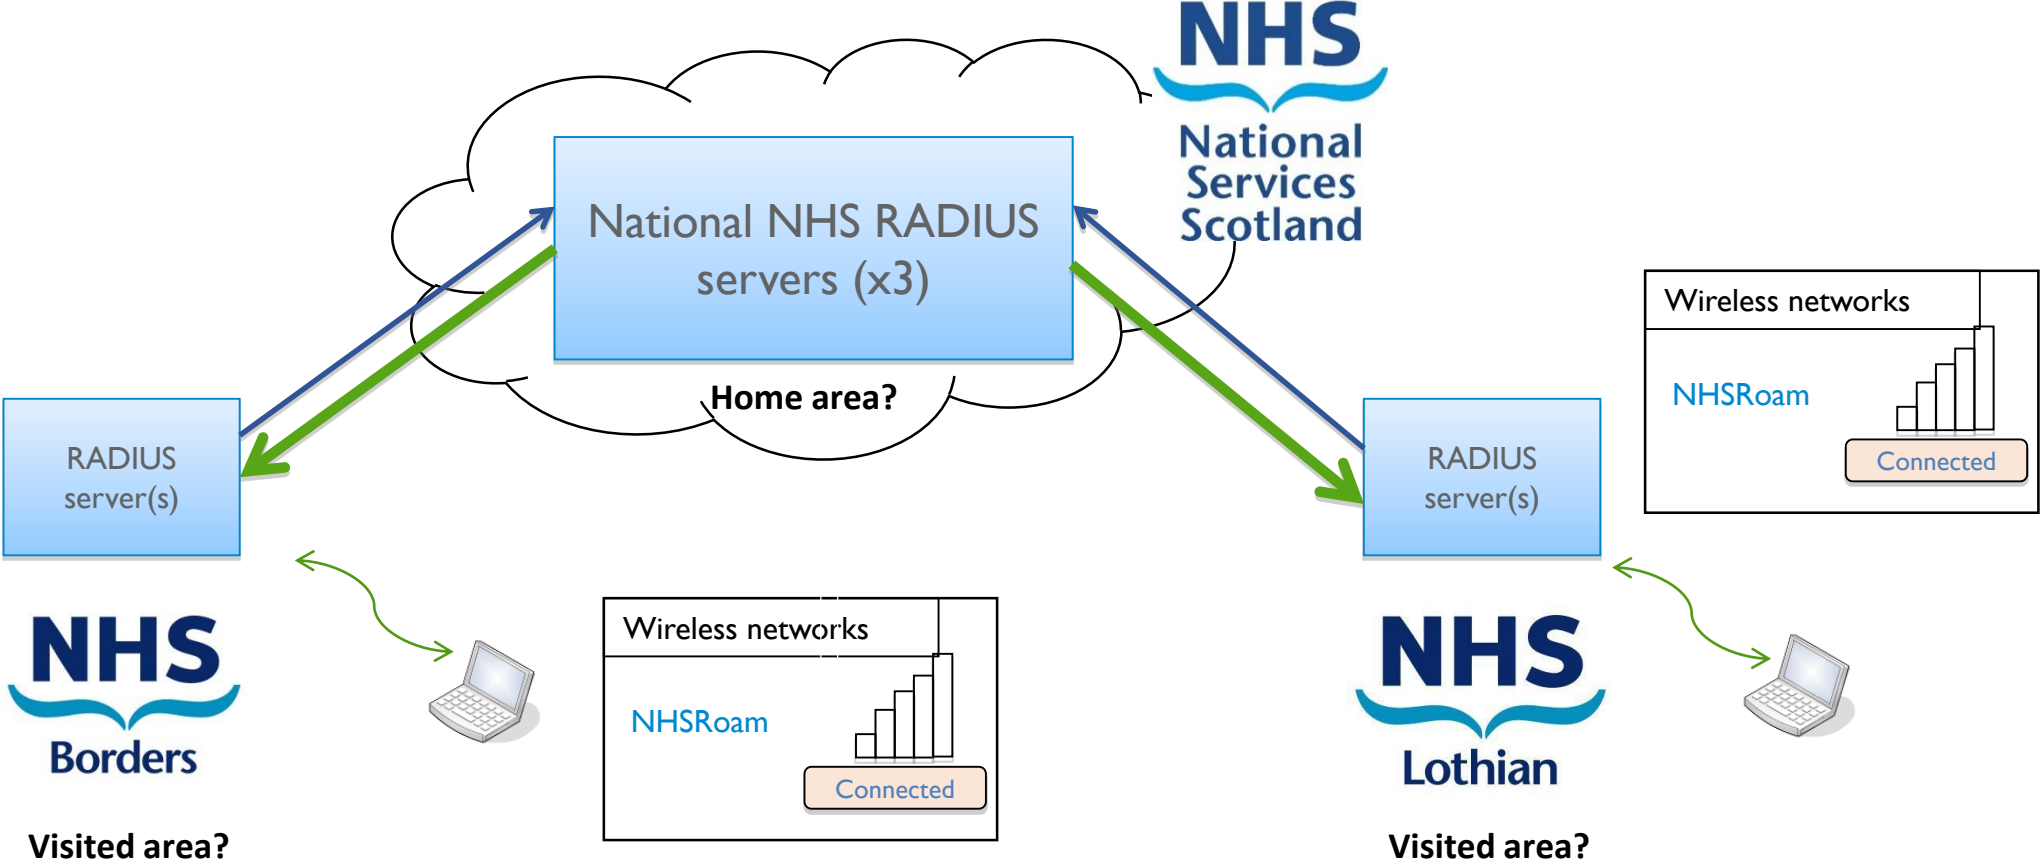 NHS
National
Services
Scotland
National NHS RADIUS
servers (x3)
Home area?
Wireless networks
NHSRoam
Connected
RADIUS
server(s)
RADIUS
server(s)
NHS
Borders
Visited area?
Wireless networks
NHSRoam
Connected
NHS
Lothian
Visited area?